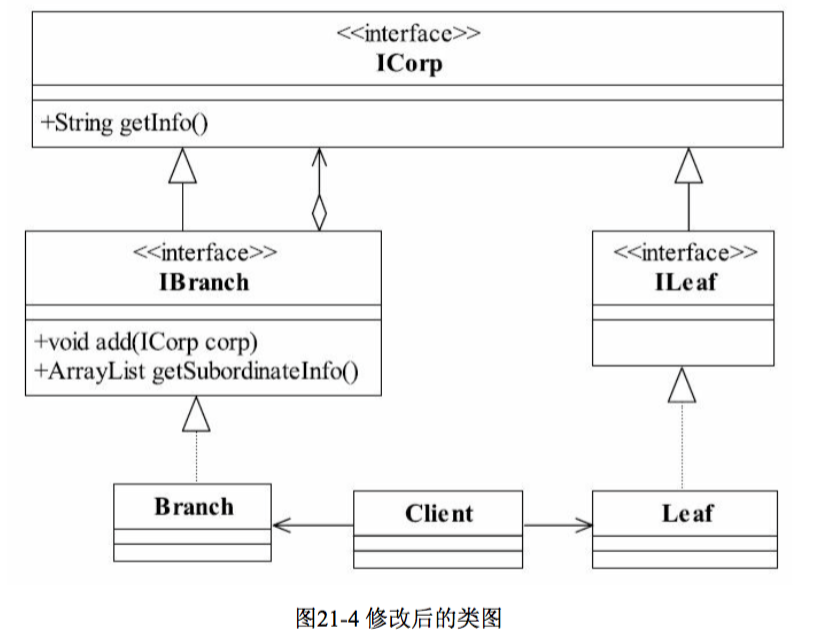 <<interface>>
ICorp
+String getInfo()
<<interface>>
IBranch
+void add(ICorp corp)
+ArrayList getSubordinateInfo()
<<interface>>
ILeaf
Branch
Client
Leaf
图21-4 修改后的类图